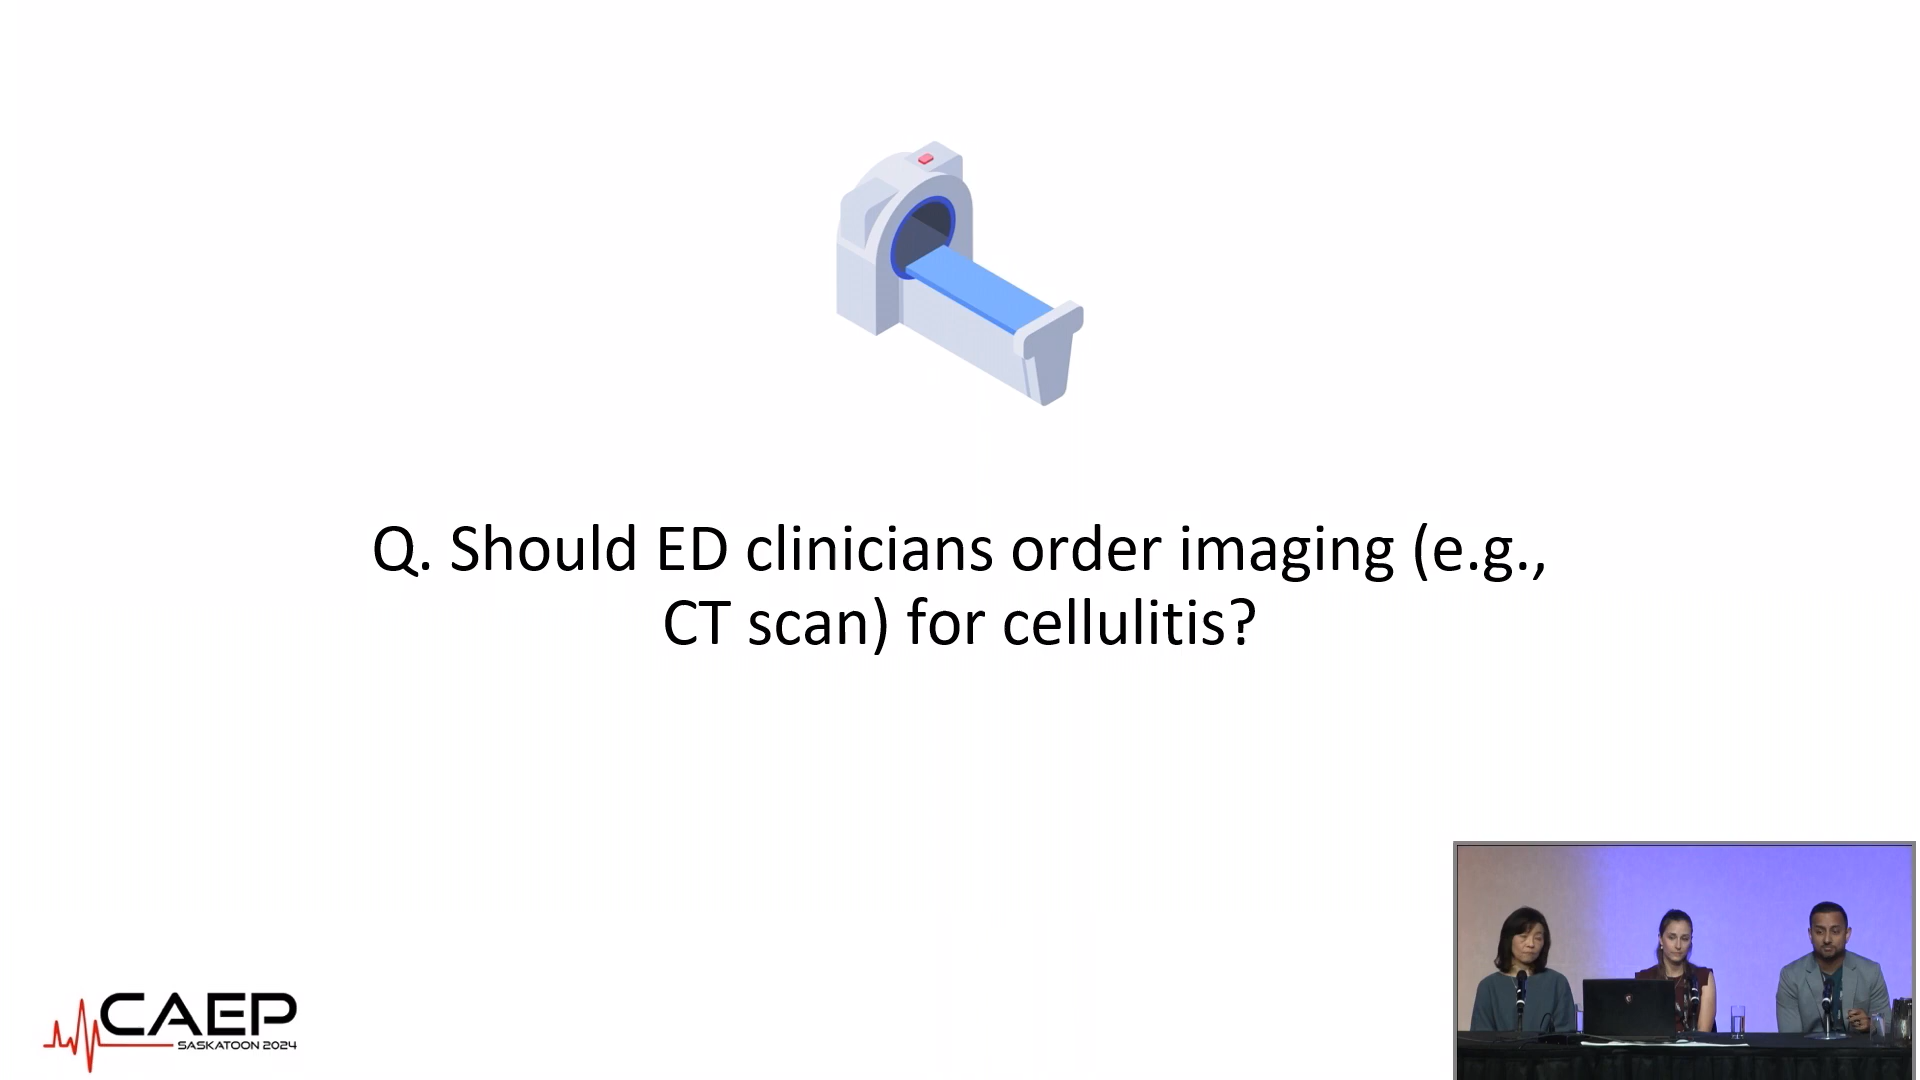 Q. Should ED clinicians order imaging (e.g.,
CT scan) for cellulitis?
CAEP
SASKATOON 2024